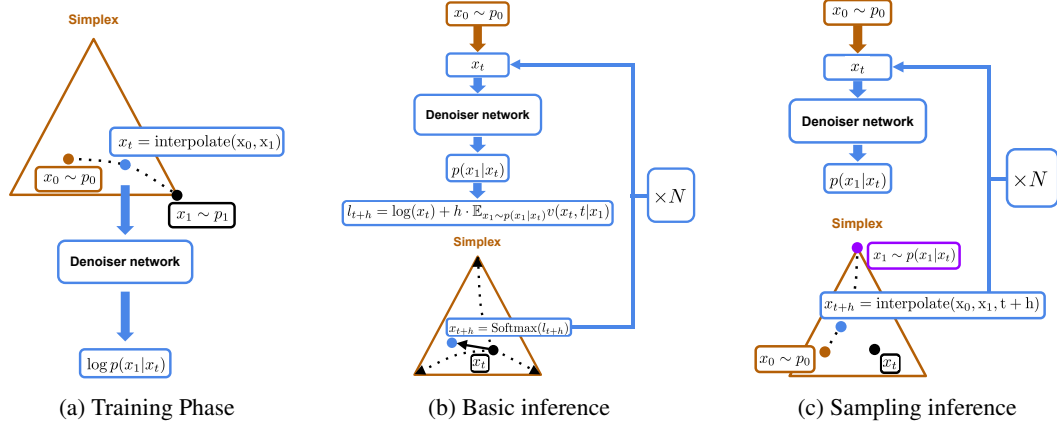 Simplex
x_t = interpolate(x_0, x_1)
x_0 ∼ p_0
x_1 ∼ p_1
Denoiser network
log p(x_1|x_t)
(a) Training Phase
x_0 ∼ p_0
x_t
Denoiser network
p(x_1|x_t)
l_{t+h} = log(x_t) + h · 𝔼_{x_1∼p(x_1|x_t)} v(x_t, t|x_1)
×N
Simplex
x_{t+h} = Softmax(l_{t+h})
x_t
(b) Basic inference
x_0 ∼ p_0
x_t
Denoiser network
p(x_1|x_t)
×N
Simplex
x_1 ∼ p(x_1|x_t)
x_{t+h} = interpolate(x_0, x_1, t + h)
x_0 ∼ p_0
x_t
(c) Sampling inference